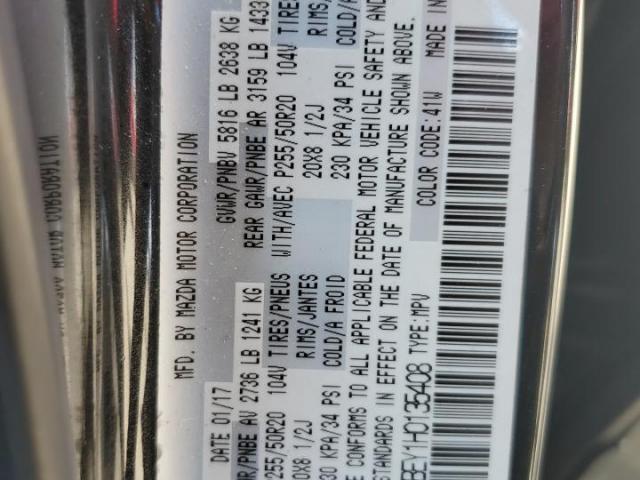 MFD. BY MAZDA MOTOR CORPORATION
01/17 GVWR/PNBV 5816 LB 2638 KG
WR/PNBE AV 2736 LB 1241 KG REAR GAWR/PNBE AR 3159 LB 1433
255/50R20 104V TIRES/PNEUS WITH/AVEC P255/50R20 104V TIRES
0X8 1/2J RIMS/JANTES 20X8 1/2J RIMS/
30 KPA/34 PSI COLD/A FROID 230 KPA/34 PSI COLD/A
E CONFORMS TO ALL APPLICABLE FEDERAL MOTOR VEHICLE SAFETY AND
STANDARDS IN EFFECT ON THE DATE OF MANUFACTURE SHOWN ABOVE.
BEY1H0135408 TYPE: MPV COLOR CODE: 41W MADE IN